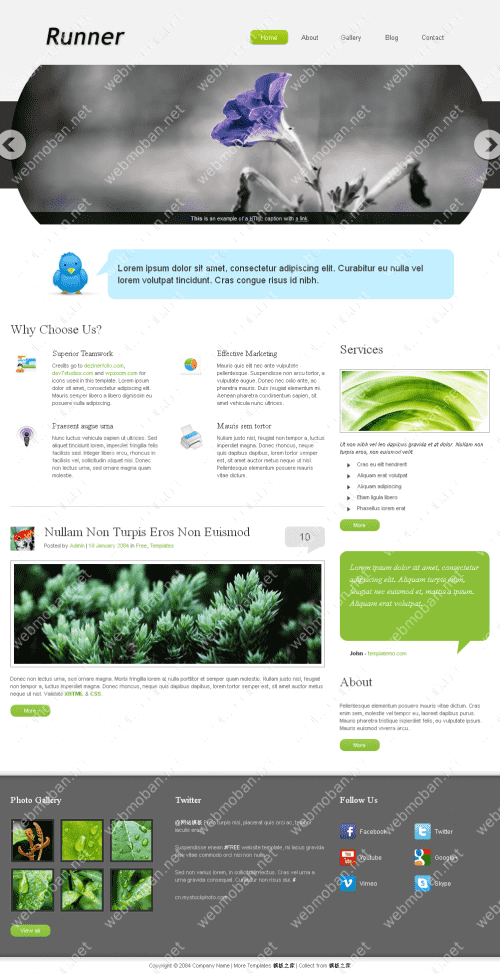 Runner
Home
About
Gallery
Blog
Contact
This is an example of a HTML caption with a link.
Lorem ipsum dolor sit amet, consectetur adipiscing elit. Curabitur eu nulla vel
lorem volutpat tincidunt. Cras congue risus id nibh.
Why Choose Us?
Superior Teamwork
Credits go to dezinerfolio.com,
dev7studios.com and wpzoom.com for
icons used in this template. Lorem ipsum
dolor sit amet, consectetur adipiscing elit.
Mauris semper libero a libero dignissim eu
posuere nulla adipiscing.
Effective Marketing
Mauris quis elit nec ante vulputate
pellentesque. Suspendisse non arcu tortor, a
vulputate augue. Donec nec odio ante, ac
pharetra mauris. Duis feugiat elementum mi.
Aenean pharetra condimentum sapien, sit
amet vehicula nunc ultrices.
Praesent augue urna
Nunc luctus vehicula sapien ut ultrices. Sed
aliquet tincidunt lorem, imperdiet fringilla felis
facilisis sed. Integer libero arcu, rhoncus in
facilisis vel, sollicitudin aliquet nisi. Donec
non lectus urna, sed ornare magna quam
molestie.
Mauris sem tortor
Nullam justo nisl, feugiat non tempor a, luctus
imperdiet magna. Donec rhoncus, neque
quis dapibus dapibus, lorem tortor semper
est, sit amet auctor metus neque ut nisl.
Pellentesque elementum posuere mauris
vitae dictum.
Services
Ut non nibh vel leo dapibus gravida et at dolor. Nullam non
turpis eros, non euismod est.
Cras eu elit hendrerit
Aliquam erat volutpat
Aliquam adipiscing
Etiam ligula libero
Phasellus lorem erat
More
Nullam Non Turpis Eros Non Euismod
Posted by Admin | 10 January 2084 in Free, Templates
10
Donec non lectus urna, sed ornare magna. Morbi fringilla lorem at nulla porttitor et semper quam molestie. Nullam justo nisl, feugiat
non tempor a, luctus imperdiet magna. Donec rhoncus, neque quis dapibus dapibus, lorem tortor semper est, sit amet auctor metus
neque ut nisl. Validate XHTML & CSS.
More
Lorem ipsum dolor sit amet, consectetur
adipiscing elit. Aliquam turpis enim,
feugiat nec euismod et, mattis a ipsum.
Aliquam erat volutpat.
John - templatemo.com
About
Pellentesque elementum posuere mauris vitae dictum. Cras
enim sem, molestie vel tempor eu, laoreet dapibus purus.
Mauris pharetra tristique imperdiet felis, eu vulputate ipsum.
Mauris euismod viverra arcu.
More
Photo Gallery
View all
Twitter
@网站模板 turpis nisl, placerat quis orci ac,
iaculis
Suspendisse #FREE website template, mi lacus gravida
vitae commodo orci nisi non nulla.
Sed non varius lorem, in sollicitudin lectus. Cras vel urna a
urna gravida consequat. Curabitur non risus dui. #
cn.mystockphoto.com
Follow Us
Facebook
Twitter
Youtube
Google+
Vimeo
Skype
Copyright © 2084 Company Name | More Templates 模板之家 | Collect from 模板之家
webmoban.net